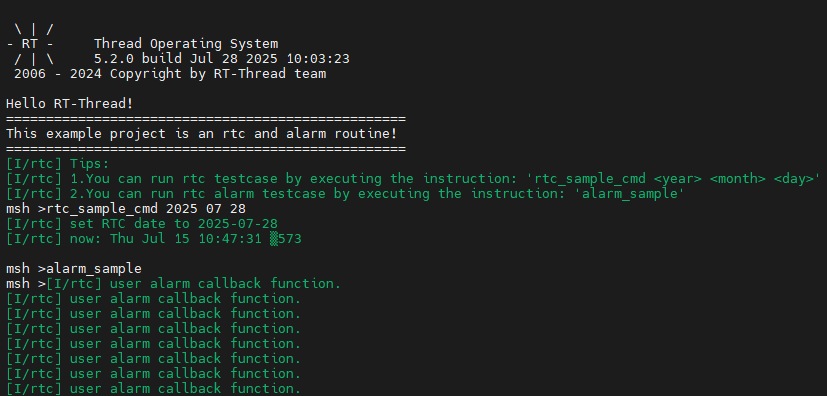 \ | /
- RT -     Thread Operating System
 / | \     5.2.0 build Jul 28 2025 10:03:23
 2006 - 2024 Copyright by RT-Thread team
Hello RT-Thread!
==================================================
This example project is an rtc and alarm routine!
==================================================
[I/rtc] Tips:
[I/rtc] 1.You can run rtc testcase by executing the instruction: 'rtc_sample_cmd <year> <month> <day>'
[I/rtc] 2.You can run rtc alarm testcase by executing the instruction: 'alarm_sample'
msh >rtc_sample_cmd 2025 07 28
[I/rtc] set RTC date to 2025-07-28
[I/rtc] now: Thu Jul 15 10:47:31 ▒573
msh >alarm_sample
msh >[I/rtc] user alarm callback function.
[I/rtc] user alarm callback function.
[I/rtc] user alarm callback function.
[I/rtc] user alarm callback function.
[I/rtc] user alarm callback function.
[I/rtc] user alarm callback function.
[I/rtc] user alarm callback function.
[I/rtc] user alarm callback function.